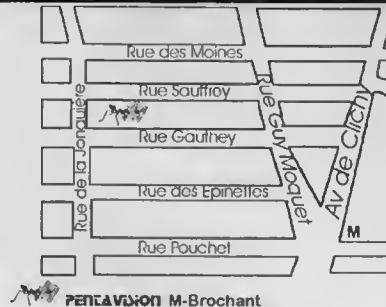 Rue des Moines
Rue Sauffroy
Rue de la Jonquière
Rue Guy Moquet
Av de Clichy
Rue Gauthey
Rue des Epinettes
Rue Pouchet
M
PENTAVISION M-Brochant